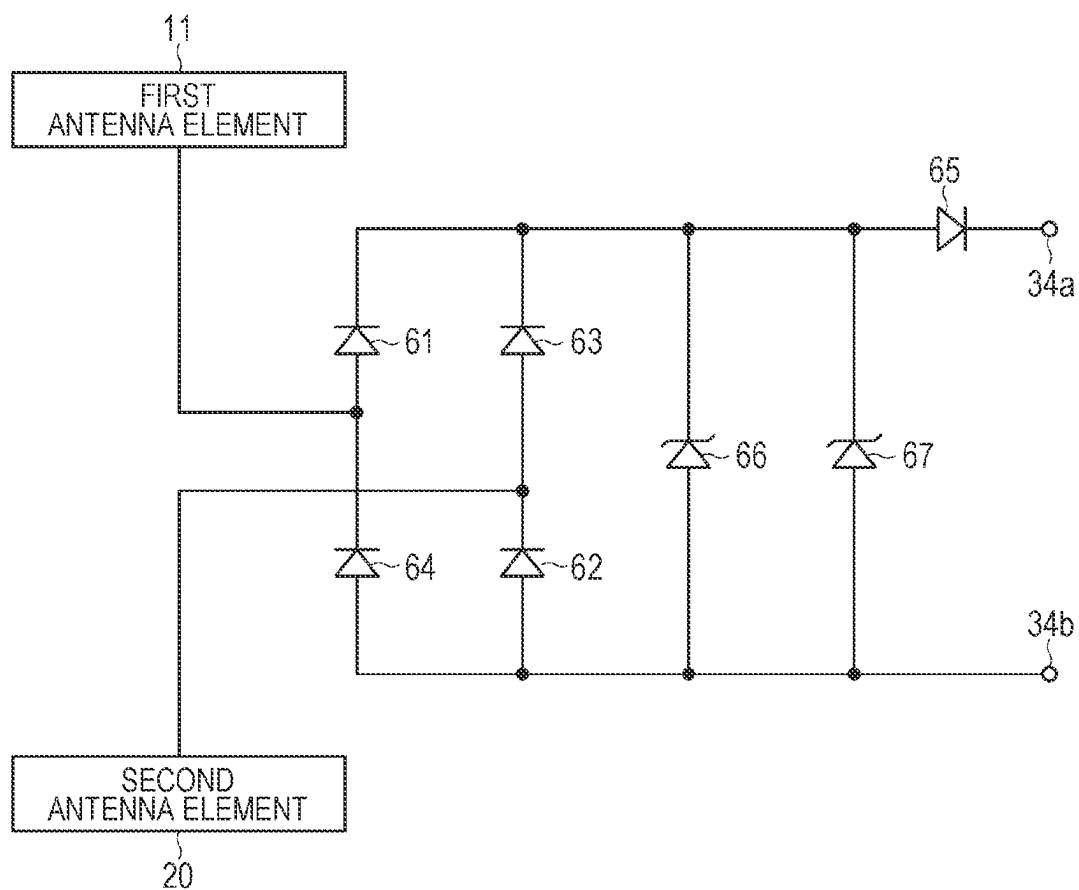 11
FIRST
ANTENNA ELEMENT
65
34a
61
63
66
67
64
62
34b
SECOND
ANTENNA ELEMENT
20